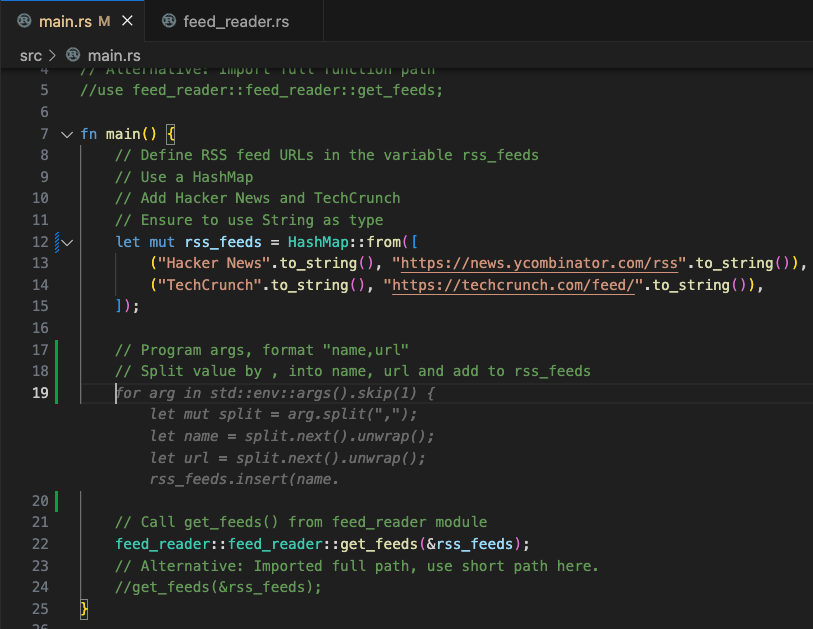 main.rs M
feed_reader.rs
src > main.rs
4 // Alternative: Import full function path
5 //use feed_reader::feed_reader::get_feeds;
6
7 fn main() {
8 // Define RSS feed URLs in the variable rss_feeds
9 // Use a HashMap
10 // Add Hacker News and TechCrunch
11 // Ensure to use String as type
12 let mut rss_feeds = HashMap::from([
13 ("Hacker News".to_string(), "https://news.ycombinator.com/rss".to_string()),
14 ("TechCrunch".to_string(), "https://techcrunch.com/feed/".to_string()),
15 ]);
16
17 // Program args, format "name,url"
18 // Split value by , into name, url and add to rss_feeds
19 for arg in std::env::args().skip(1) {
let mut split = arg.split(",");
let name = split.next().unwrap();
let url = split.next().unwrap();
rss_feeds.insert(name.
20
21 // Call get_feeds() from feed_reader module
22 feed_reader::feed_reader::get_feeds(&rss_feeds);
23 // Alternative: Imported full path, use short path here.
24 //get_feeds(&rss_feeds);
25 }
26